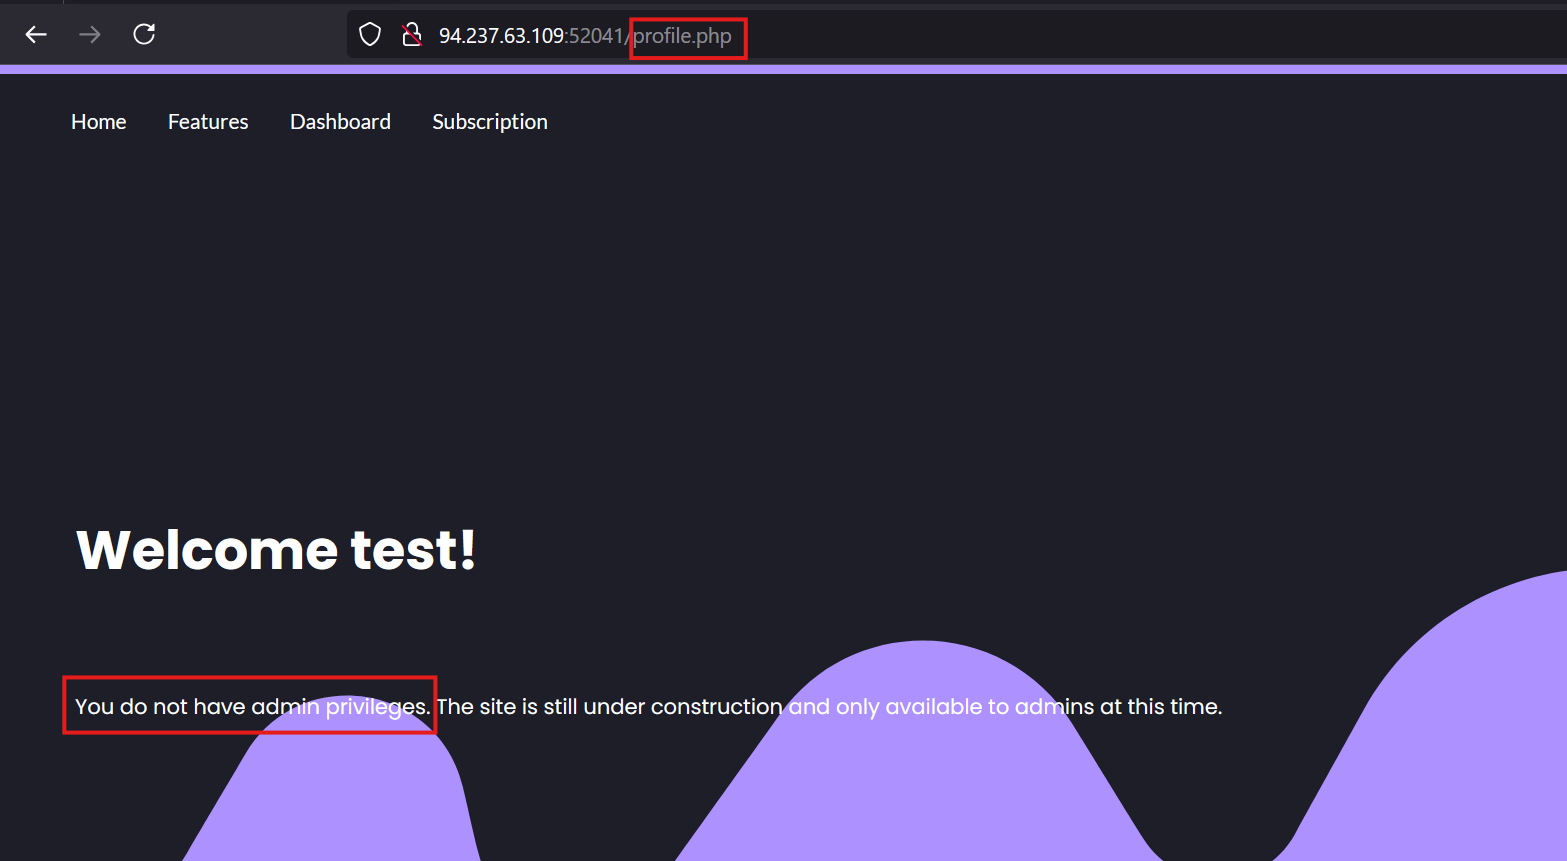 94.237.63.109:52041/profile.php
Home Features Dashboard Subscription
Welcome test!
You do not have admin privileges. The site is still under construction and only available to admins at this time.